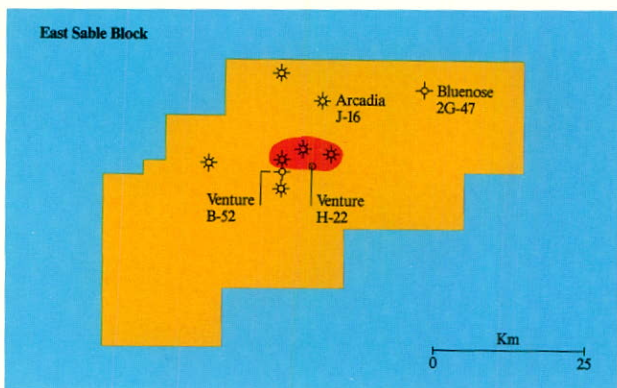 East Sable Block
Arcadia
J-16
Bluenose
2G-47
Venture
B-52
Venture
H-22
Km
0
25